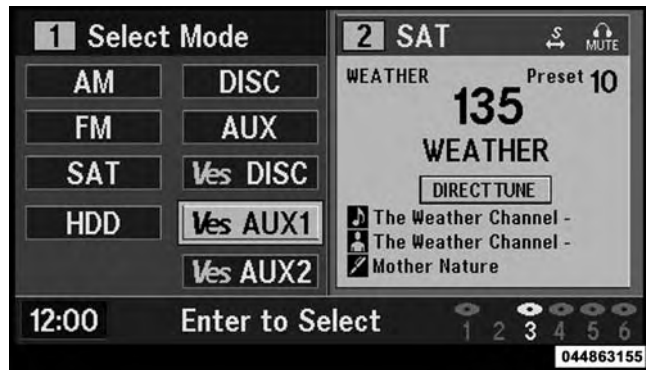 1 Select Mode
AM
DISC
FM
AUX
SAT
Ves DISC
HDD
Ves AUX1
Ves AUX2
2 SAT
S
MUTE
WEATHER
Preset 10
135
WEATHER
DIRECT TUNE
The Weather Channel -
The Weather Channel -
Mother Nature
12:00
Enter to Select
1 2 3 4 5 6
044863155